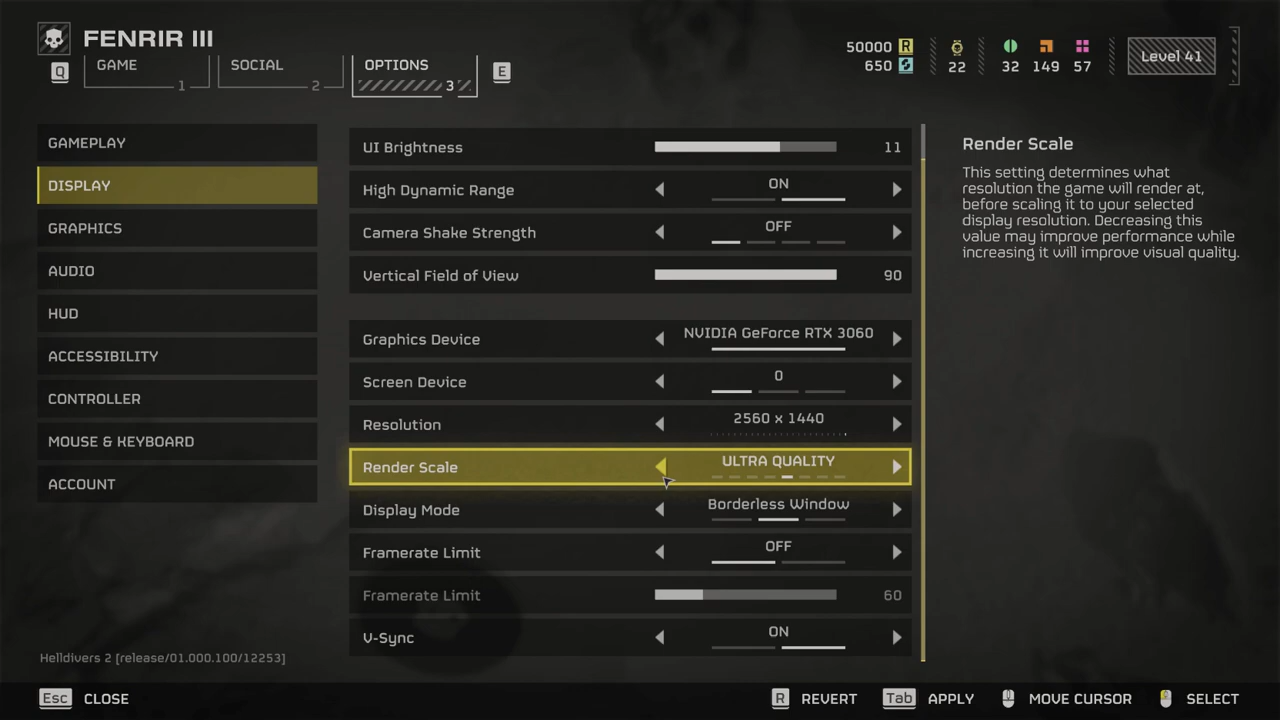 FENRIR III
50000 R
650
22
32
149
57
Level 41
Q
GAME 1
SOCIAL 2
OPTIONS 3
E
GAMEPLAY
DISPLAY
GRAPHICS
AUDIO
HUD
ACCESSIBILITY
CONTROLLER
MOUSE & KEYBOARD
ACCOUNT
UI Brightness 11
High Dynamic Range ON
Camera Shake Strength OFF
Vertical Field of View 90
Graphics Device NVIDIA GeForce RTX 3060
Screen Device 0
Resolution 2560 x 1440
Render Scale ULTRA QUALITY
Display Mode Borderless Window
Framerate Limit OFF
Framerate Limit 60
V-Sync ON
Render Scale
This setting determines what
resolution the game will render at,
before scaling it to your selected
display resolution. Decreasing this
value may improve performance while
increasing it will improve visual quality.
Helldivers 2 [release/01.000.100/12253]
Esc CLOSE
R REVERT
Tab APPLY
MOVE CURSOR
SELECT